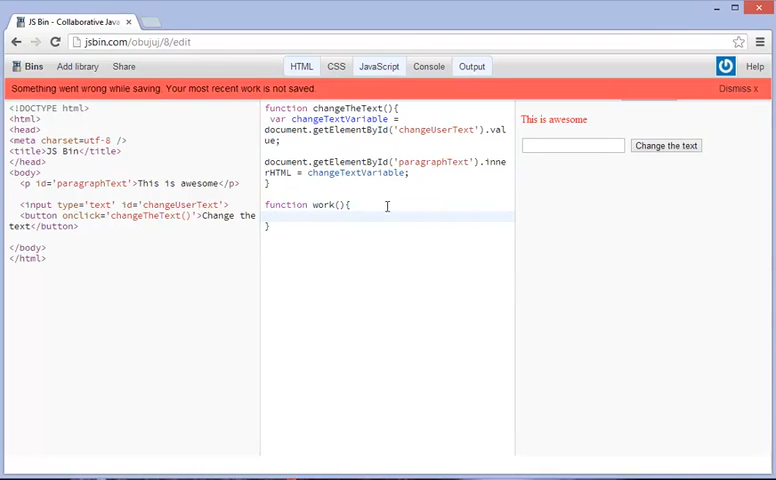 JS Bin - Collaborative Java
jsbin.com/obujuj/8/edit
Bins Add library Share HTML CSS JavaScript Console Output Help
Something went wrong while saving. Your most recent work is not saved. Dismiss x
<!DOCTYPE html>
<html>
<head>
<meta charset=utf-8 />
<title>JS Bin</title>
</head>
<body>
<p id='paragraphText'>This is awesome</p>
<input type='text' id='changeUserText'>
<button onclick='changeTheText()'>Change the
text</button>
</body>
</html>
function changeTheText(){
var changeTextVariable =
document.getElementById('changeUserText').val
ue;
document.getElementById('paragraphText').inne
rHTML = changeTextVariable;
}
function work(){
}
This is awesome
Change the text